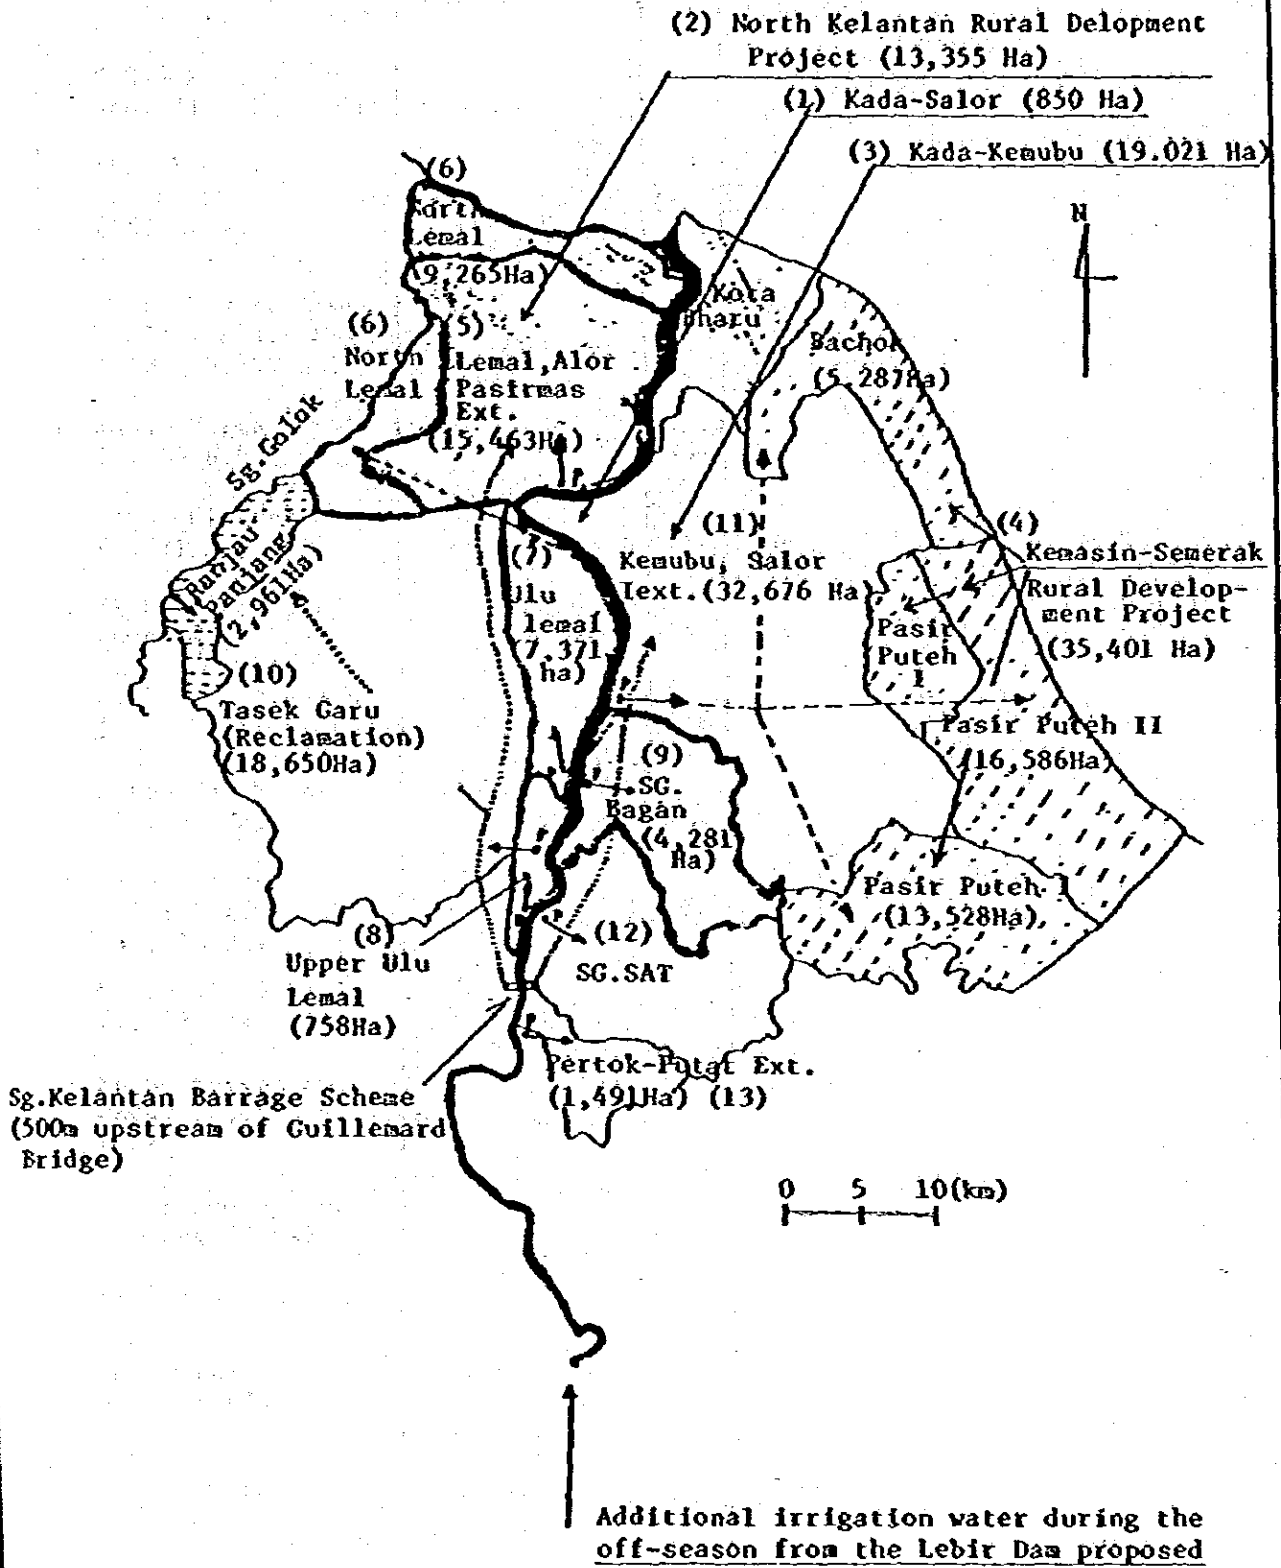 (2) North Kelantan Rural Delopment
Project (13,355 Ha)
(1) Kada-Salor (850 Ha)
(3) Kada-Kemubu (19.021 Ha)
N
(6)
North
Lemal
(9,265Ha)
Kota
Bharu
(6)
North
Lemal
5)
Lemal,Alor
Pasirmas
Ext.
(15,463Ha)
Bachok
(5.287Ha)
Sg.Golok
Panjang
(2,961Ha)
(7)
Ulu
lemal
(7.371
ha)
(11)
Kemubu, Salor
Iext.(32,676 Ha)
(4)
Kemasin-Semerak
Rural Develop-
ment Project
(35,401 Ha)
Pasir
Puteh
I
(10)
Tasek Garu
(Reclamation)
(18,650Ha)
Pasir Puteh II
(16,586Ha)
(9)
SG.
Bagan
(4,281
Ha)
Pasir Puteh I
(13,528Ha)
(8)
Upper Ulu
Lemal
(758Ha)
(12)
SG.SAT
Pertok-Putat Ext.
(1,491Ha) (13)
Sg.Kelantan Barrage Scheme
(500m upstream of Guillemard
Bridge)
0 5 10(km)
Additional irrigation water during the
off-season from the Lebir Dam proposed